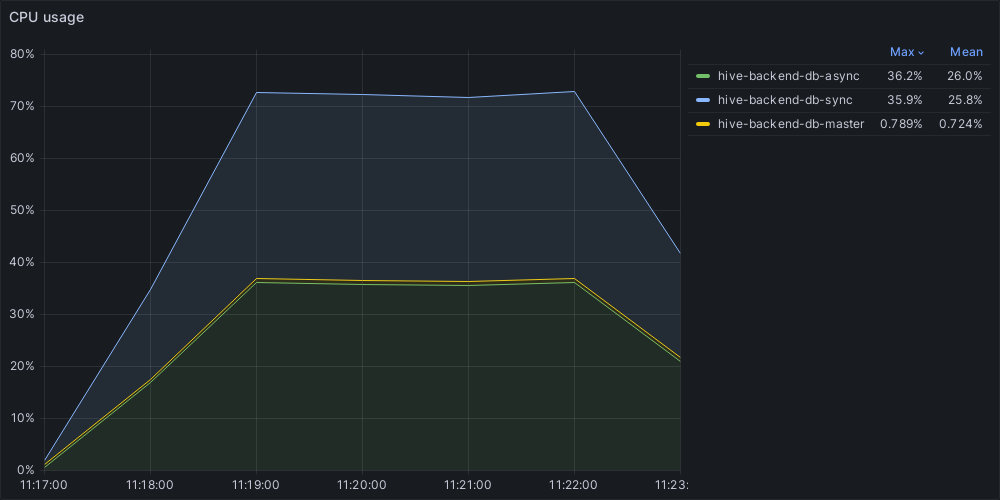 CPU usage
80%
70%
60%
50%
40%
30%
20%
10%
0%
11:17:00 11:18:00 11:19:00 11:20:00 11:21:00 11:22:00 11:23:
Max Mean
hive-backend-db-async 36.2% 26.0%
hive-backend-db-sync 35.9% 25.8%
hive-backend-db-master 0.789% 0.724%